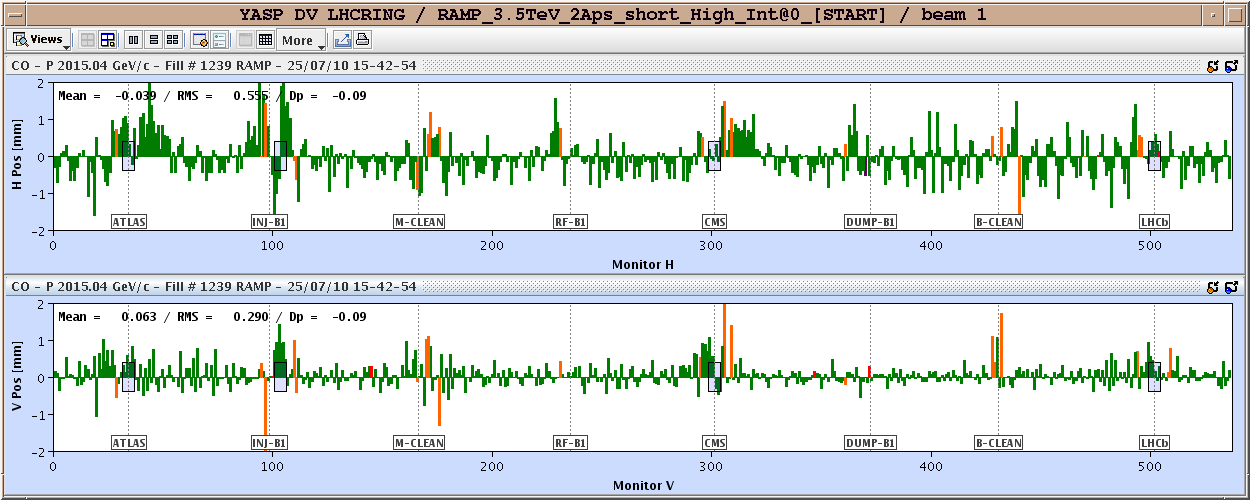 YASP DV LHCRING / RAMP_3.5TeV_2Aps_short_High_Int@0_[START] / beam 1
Views More
CO - P 2015.04 GeV/c - Fill # 1239 RAMP - 25/07/10 15-42-54
Mean = -0.039 / RMS = 0.555 / Dp = -0.09
H Pos [mm]
2
1
0
-1
-2
ATLAS INJ-B1 M-CLEAN RF-B1 CMS DUMP-B1 B-CLEAN LHCb
0 100 200 300 400 500
Monitor H
CO - P 2015.04 GeV/c - Fill # 1239 RAMP - 25/07/10 15-42-54
Mean = 0.063 / RMS = 0.290 / Dp = -0.09
V Pos [mm]
2
1
0
-1
-2
ATLAS INJ-B1 M-CLEAN RF-B1 CMS DUMP-B1 B-CLEAN LHCb
0 100 200 300 400 500
Monitor V